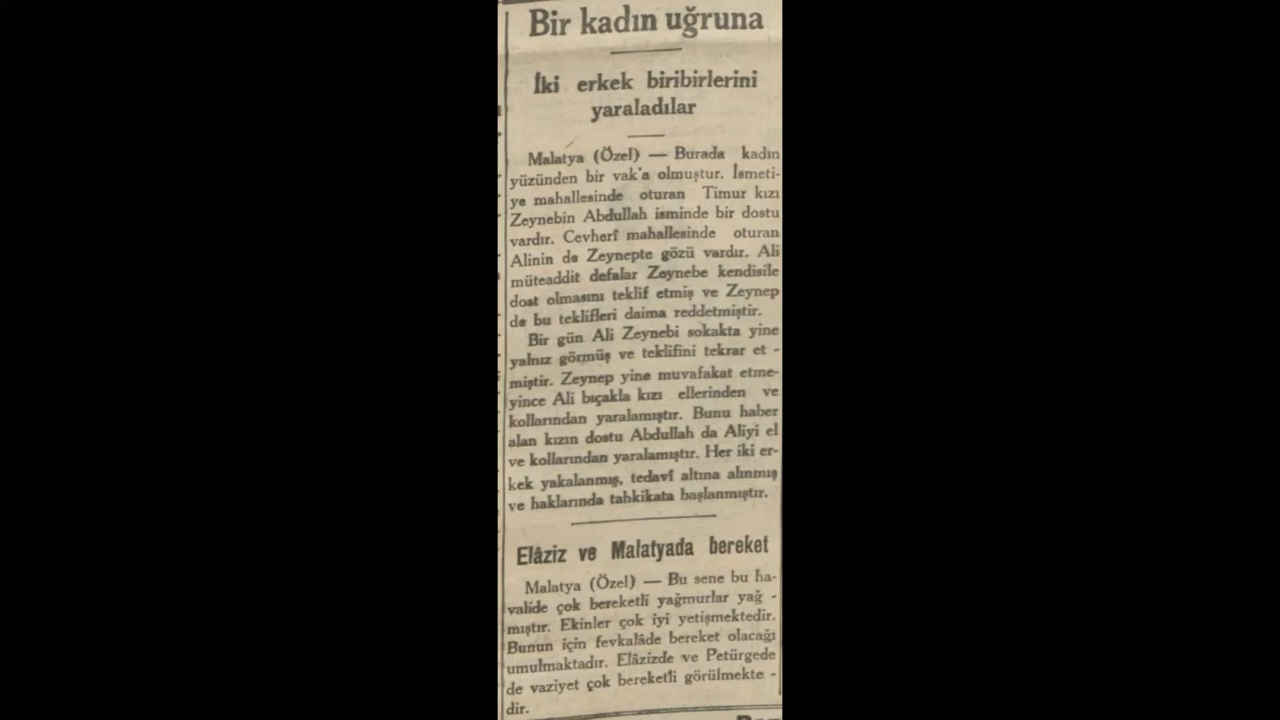 Bir kadın uğruna
İki erkek biribirlerini
yaraladılar
Malatya (Özel) — Burada kadın
yüzünden bir vak'a olmuştur. İsmeti-
ye mahallesinde oturan Timur kızı
Zeynebin Abdullah isminde bir dostu
vardır. Cevherî mahallesinde oturan
Alinin de Zeynepte gözü vardır. Ali
müteaddit defalar Zeynebe kendisile
dost olmasını teklif etmiş ve Zeynep
de bu teklifleri daima reddetmiştir.
Bir gün Ali Zeynebi sokakta yine
yalnız görmüş ve teklifini tekrar et -
miştir. Zeynep yine muvafakat etme-
yince Ali bıçakla kızı ellerinden ve
kollarından yaralamıştır. Bunu haber
alan kızın dostu Abdullah da Aliyi el
ve kollarından yaralamıştır. Her iki er-
kek yakalanmış, tedavi altına alınmış
ve haklarında tahkikata başlanmıştır.
Elâziz ve Malatyada bereket
Malatya (Özel) — Bu sene bu ha-
valide çok bereketli yağmurlar yağ -
mıştır. Ekinler çok iyi yetişmektedir.
Bunun için fevkalâde bereket olacağı
umulmaktadır. Elâzizde ve Petürgede
de vaziyet çok bereketli görülmekte -
dir.